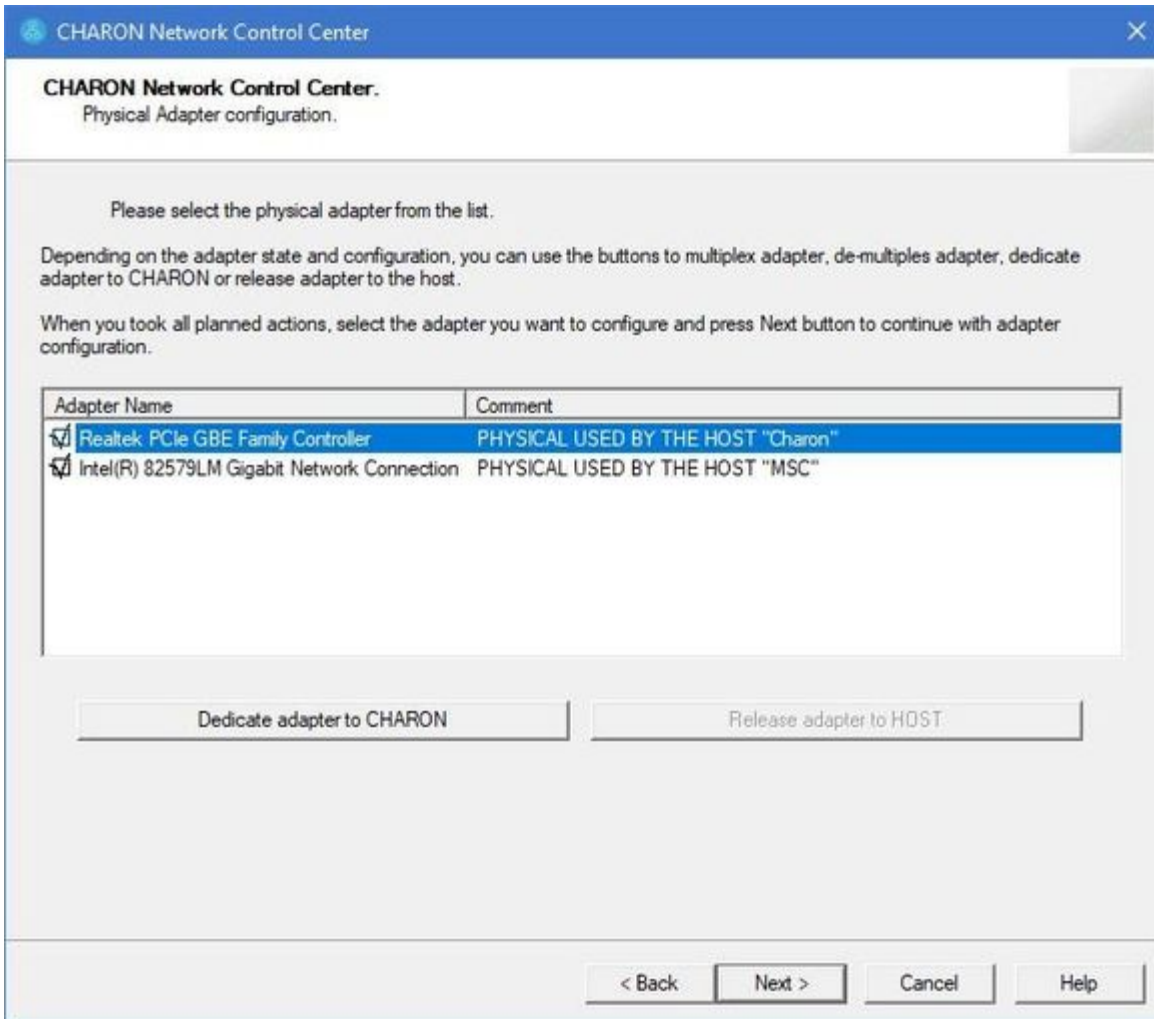 CHARON Network Control Center
CHARON Network Control Center.
Physical Adapter configuration.
Please select the physical adapter from the list.
Depending on the adapter state and configuration, you can use the buttons to multiplex adapter, de-multiples adapter, dedicate
adapter to CHARON or release adapter to the host.
When you took all planned actions, select the adapter you want to configure and press Next button to continue with adapter
configuration.
Adapter Name Comment
Realtek PCIe GBE Family Controller PHYSICAL USED BY THE HOST "Charon"
Intel(R) 82579LM Gigabit Network Connection PHYSICAL USED BY THE HOST "MSC"
Dedicate adapter to CHARON Release adapter to HOST
< Back Next > Cancel Help